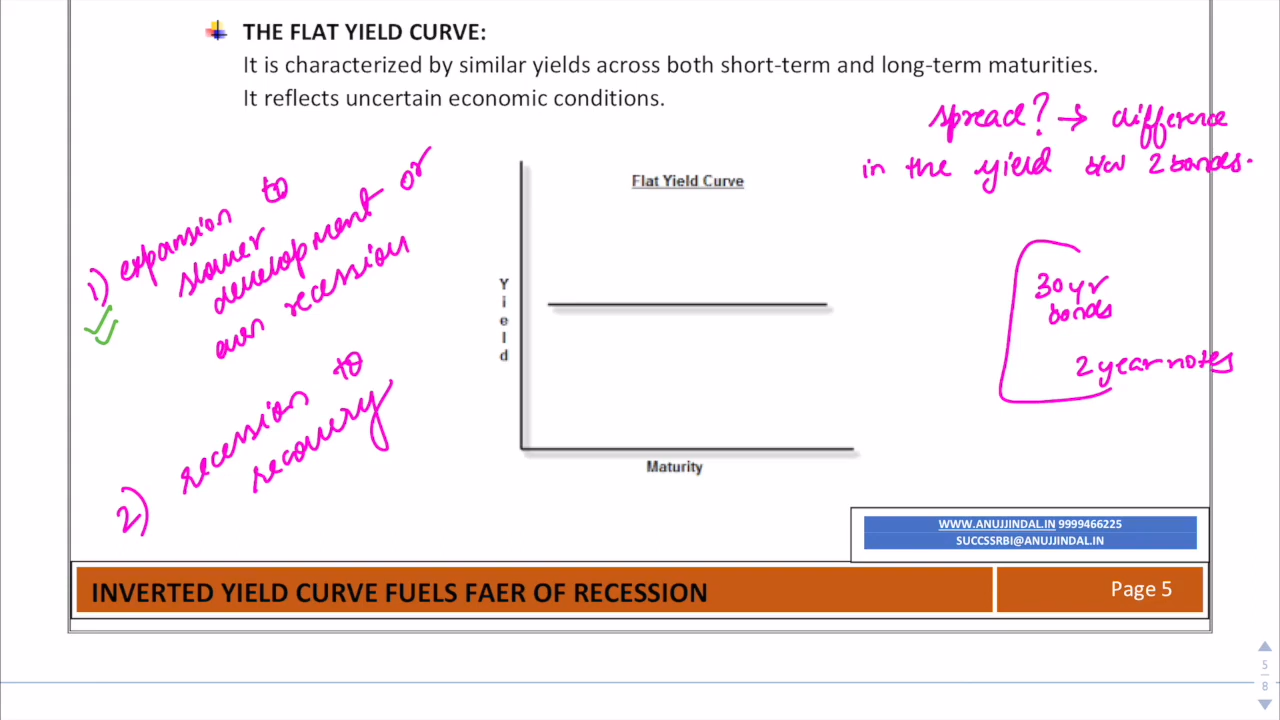 THE FLAT YIELD CURVE:
It is characterized by similar yields across both short-term and long-term maturities.
It reflects uncertain economic conditions.
spread? → difference
in the yield b/w 2 bonds.
1) expansion to
slower
development or
even recession
2) recession to
recovery
Flat Yield Curve
Yield
Maturity
30 yr
bonds
2 year notes
WWW.ANUJJINDAL.IN 9999466225
SUCCSSRBI@ANUJJINDAL.IN
INVERTED YIELD CURVE FUELS FAER OF RECESSION
Page 5
5
8